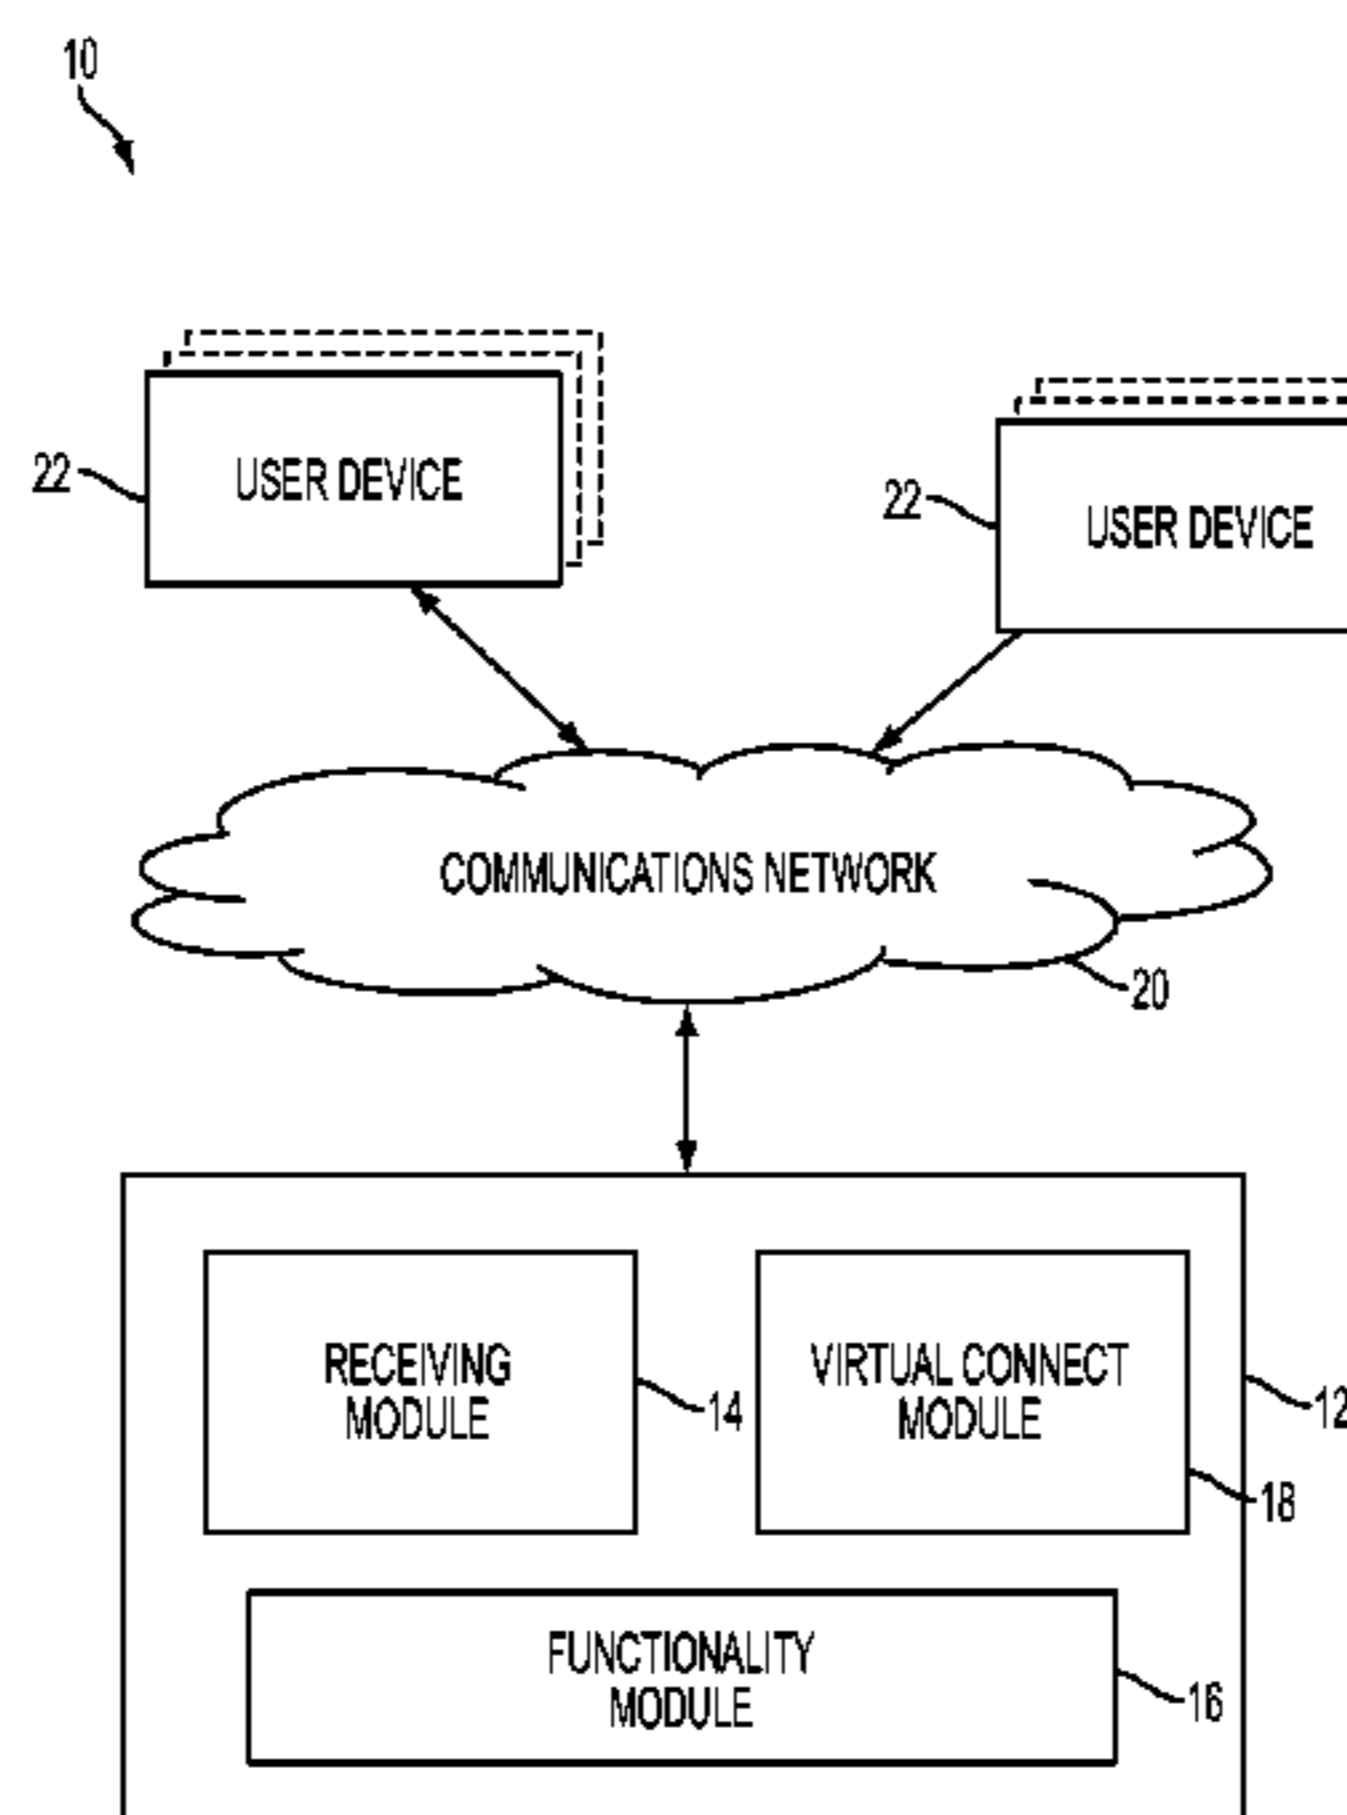 10
22
USER DEVICE
22
USER DEVICE
COMMUNICATIONS NETWORK
20
RECEIVING
MODULE
14
VIRTUAL CONNECT
MODULE
12
18
FUNCTIONALITY
MODULE
16